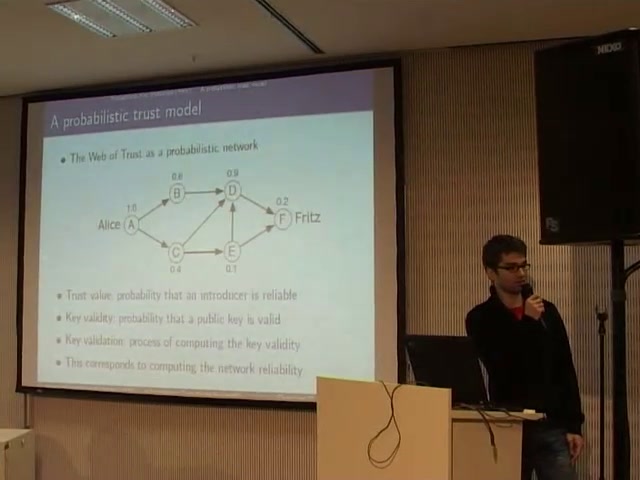 A probabilistic trust model
• The Web of Trust as a probabilistic network
0.8
0.9
B
D
1.0
0.2
Alice
A
F
Fritz
C
E
0.4
0.1
• Trust value: probability that an introducer is reliable
• Key validity: probability that a public key is valid
• Key validation: process of computing the key validity
• This corresponds to computing the network reliability
NEXO